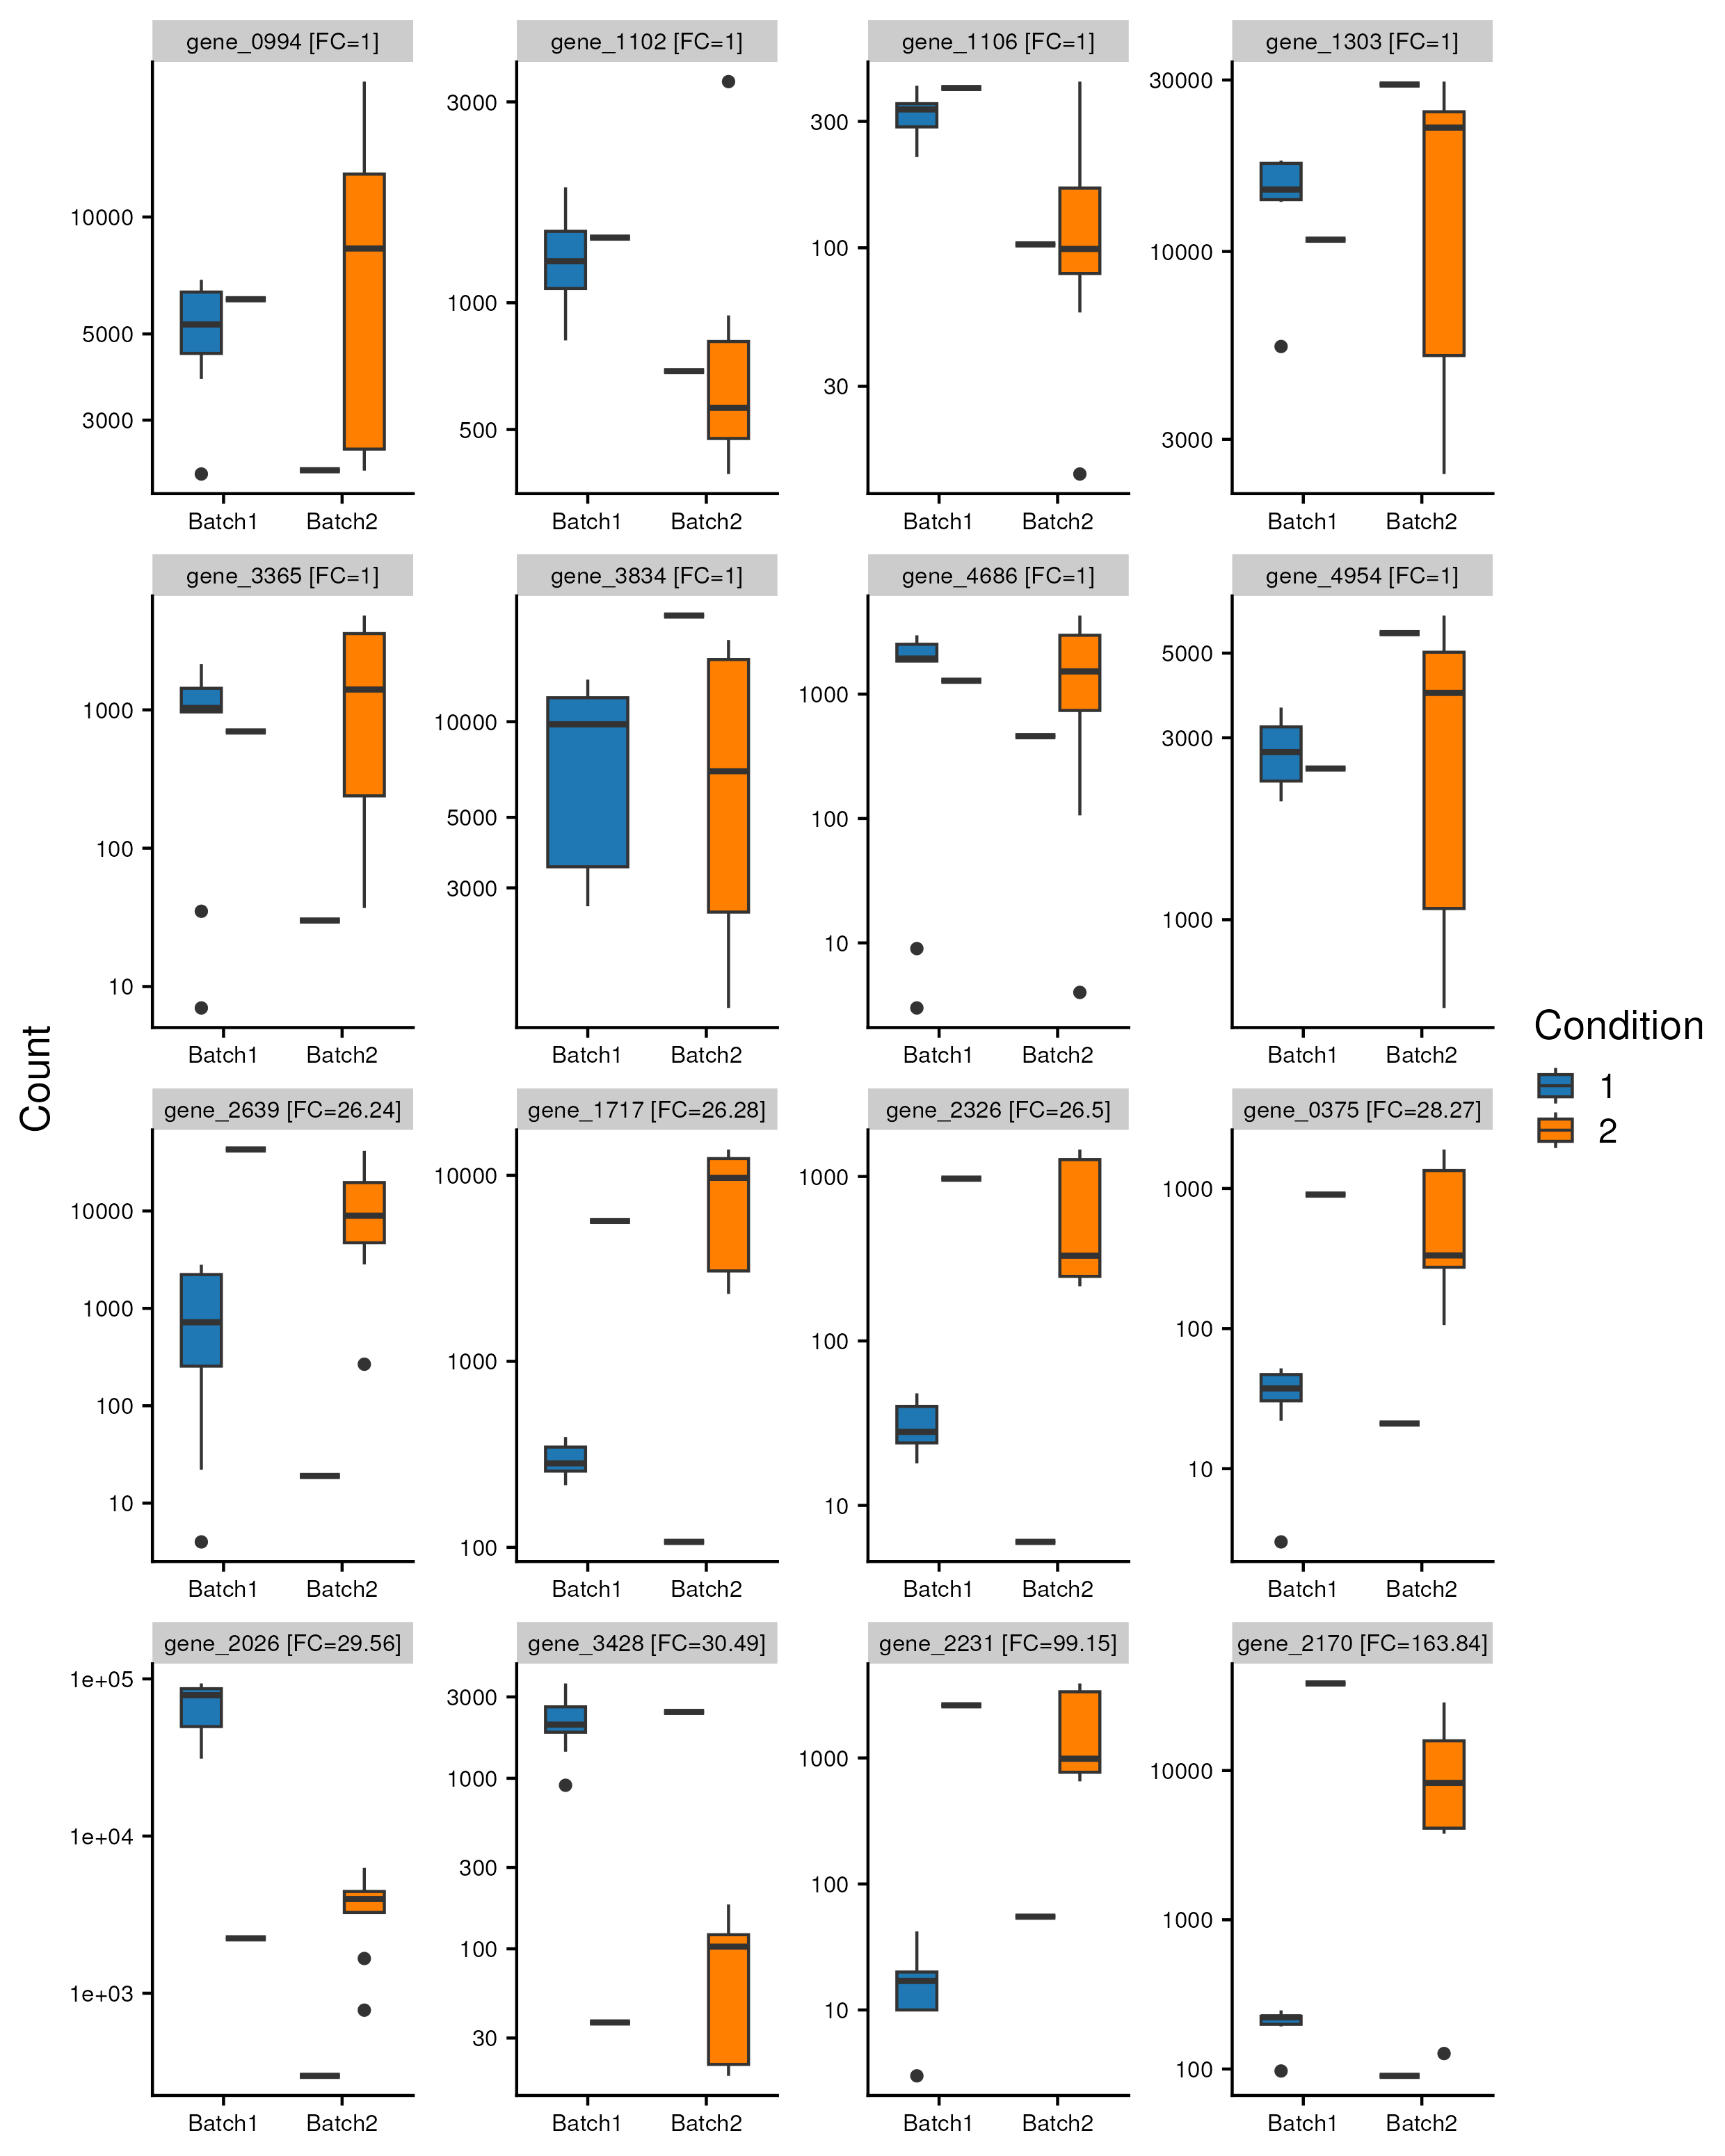 gene_0994 [FC=1]
gene_1102 [FC=1]
gene_1106 [FC=1]
gene_1303 [FC=1]
10000
5000
3000
3000
1000
500
300
100
30
30000
10000
3000
Batch1
Batch2
Batch1
Batch2
Batch1
Batch2
Batch1
Batch2
gene_3365 [FC=1]
gene_3834 [FC=1]
gene_4686 [FC=1]
gene_4954 [FC=1]
1000
100
10
10000
5000
3000
1000
100
10
5000
3000
1000
Batch1
Batch2
Batch1
Batch2
Batch1
Batch2
Batch1
Batch2
Count
Condition
1
2
gene_2639 [FC=26.24]
gene_1717 [FC=26.28]
gene_2326 [FC=26.5]
gene_0375 [FC=28.27]
10000
1000
100
10
10000
1000
100
1000
100
10
1000
100
10
Batch1
Batch2
Batch1
Batch2
Batch1
Batch2
Batch1
Batch2
gene_2026 [FC=29.56]
gene_3428 [FC=30.49]
gene_2231 [FC=99.15]
gene_2170 [FC=163.84]
1e+05
1e+04
1e+03
3000
1000
300
100
30
1000
100
10
10000
1000
100
Batch1
Batch2
Batch1
Batch2
Batch1
Batch2
Batch1
Batch2